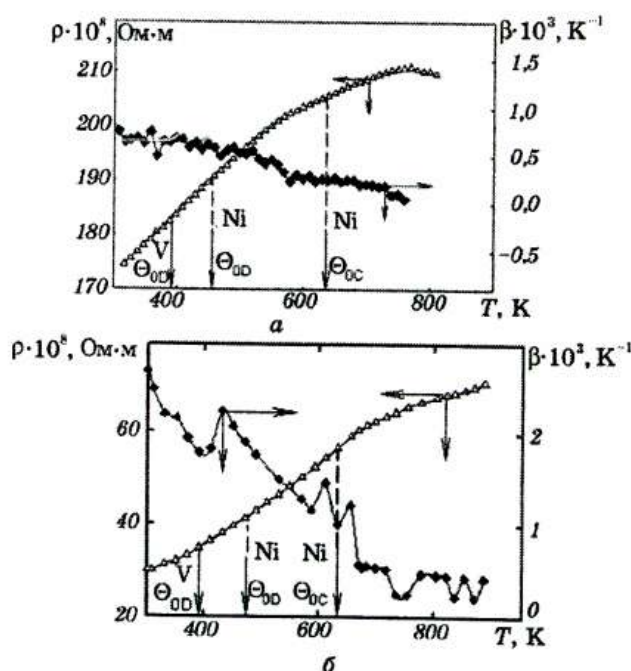 ρ·10⁸, Ом·м β·10³, K⁻¹
210 1,5
200 1,0
0,5
190 0,0
180 Ni Ni
V
Θ₀D Θ₀D Θ₀C -0,5
170
400 600 800
а T, K
ρ·10⁸, Ом·м β·10³, K⁻¹
60 2
40 1
V Ni Ni
Θ₀D Θ₀D Θ₀C
20 0
400 600 800
T, K
б